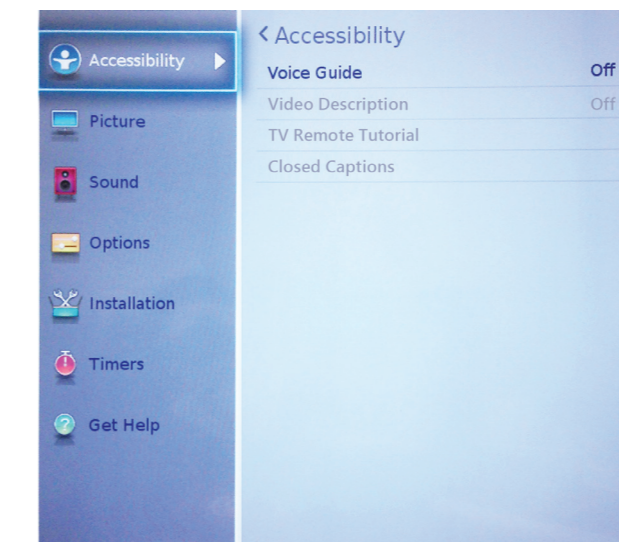 Accessibility
Picture
Sound
Options
Installation
Timers
Get Help
Accessibility
Voice Guide Off
Video Description Off
TV Remote Tutorial
Closed Captions